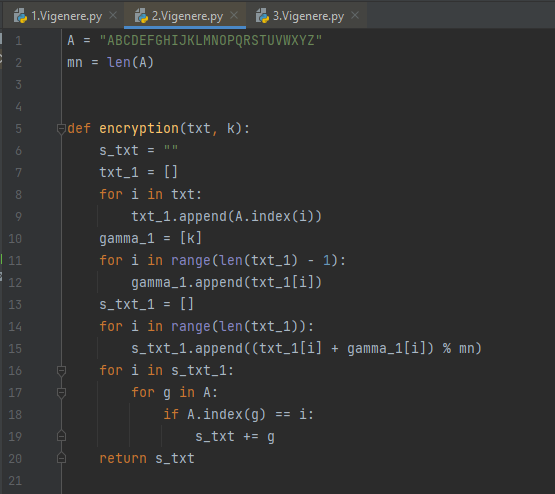 1.Vigenere.py 2.Vigenere.py 3.Vigenere.py
1 A = "ABCDEFGHIJKLMNOPQRSTUVWXYZ"
2 mn = len(A)
3
4
5 def encryption(txt, k):
6     s_txt = ""
7     txt_1 = []
8     for i in txt:
9         txt_1.append(A.index(i))
10     gamma_1 = [k]
11     for i in range(len(txt_1) - 1):
12         gamma_1.append(txt_1[i])
13     s_txt_1 = []
14     for i in range(len(txt_1)):
15         s_txt_1.append((txt_1[i] + gamma_1[i]) % mn)
16     for i in s_txt_1:
17         for g in A:
18             if A.index(g) == i:
19                 s_txt += g
20     return s_txt
21